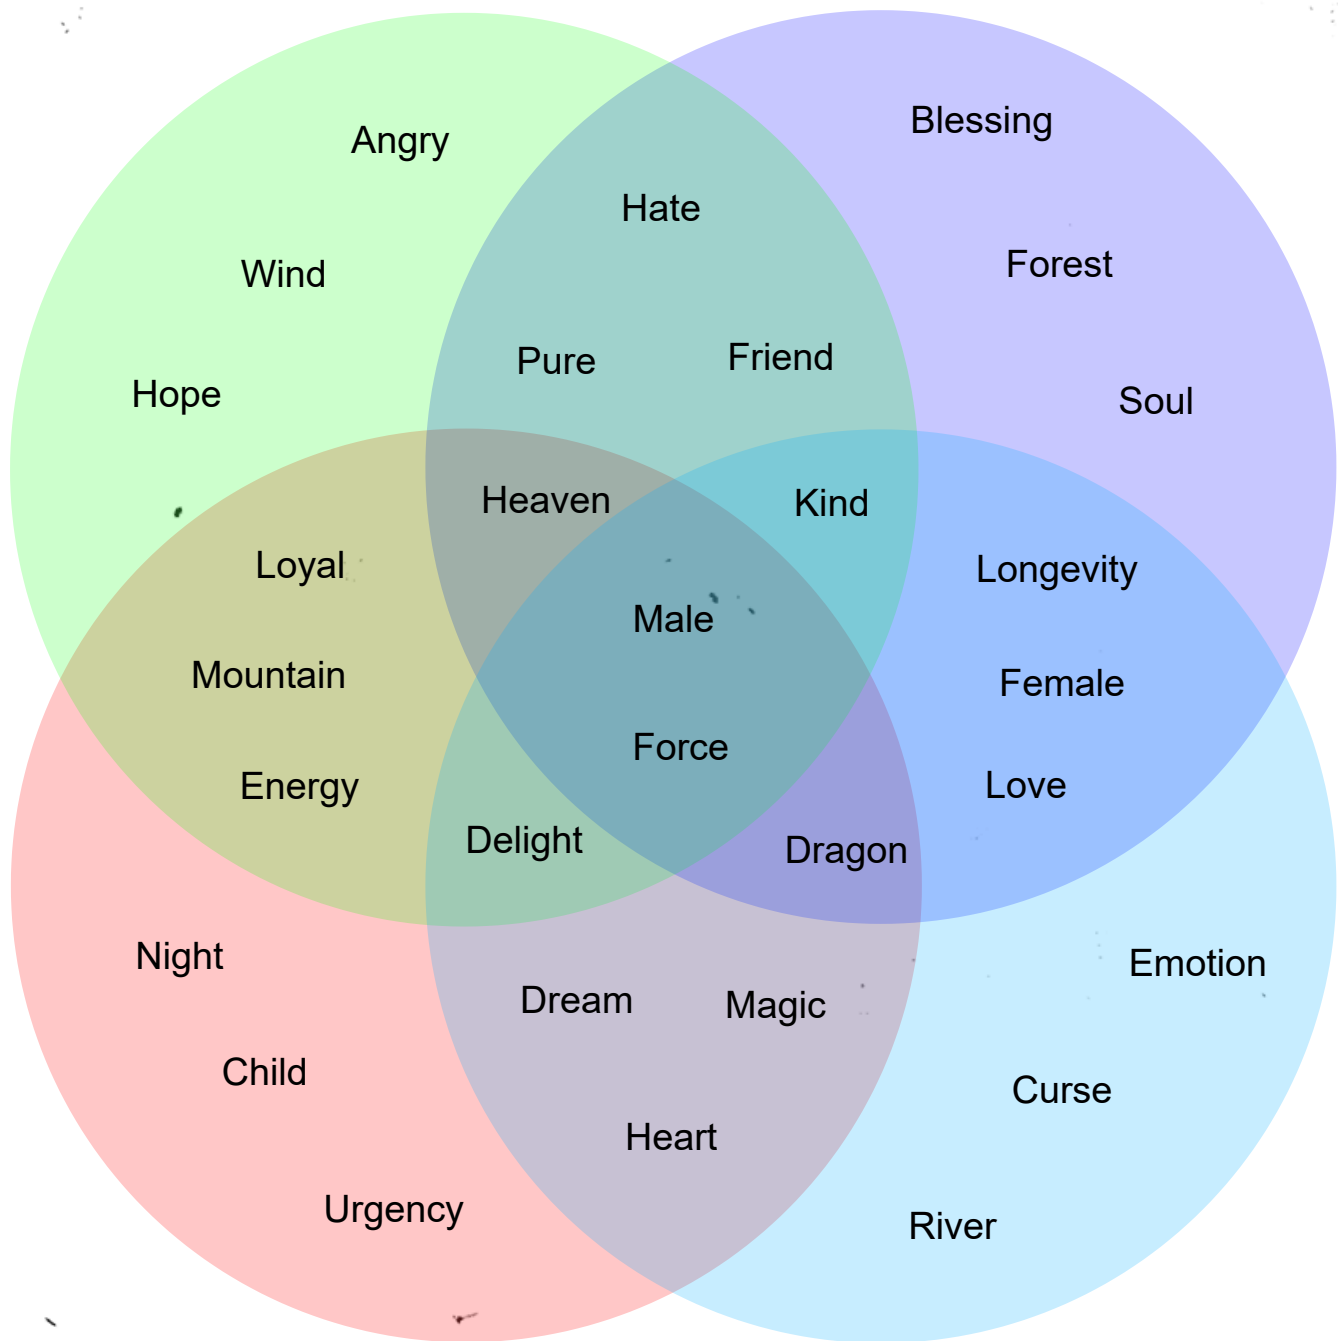 Blessing
Angry
Hate
Forest
Wind
Friend
Pure
Hope
Soul
Heaven
Kind
Loyal
Longevity
Male
Mountain
Female
Force
Energy
Love
Delight
Dragon
Night
Emotion
Dream
Magic
Child
Curse
Heart
Urgency
River